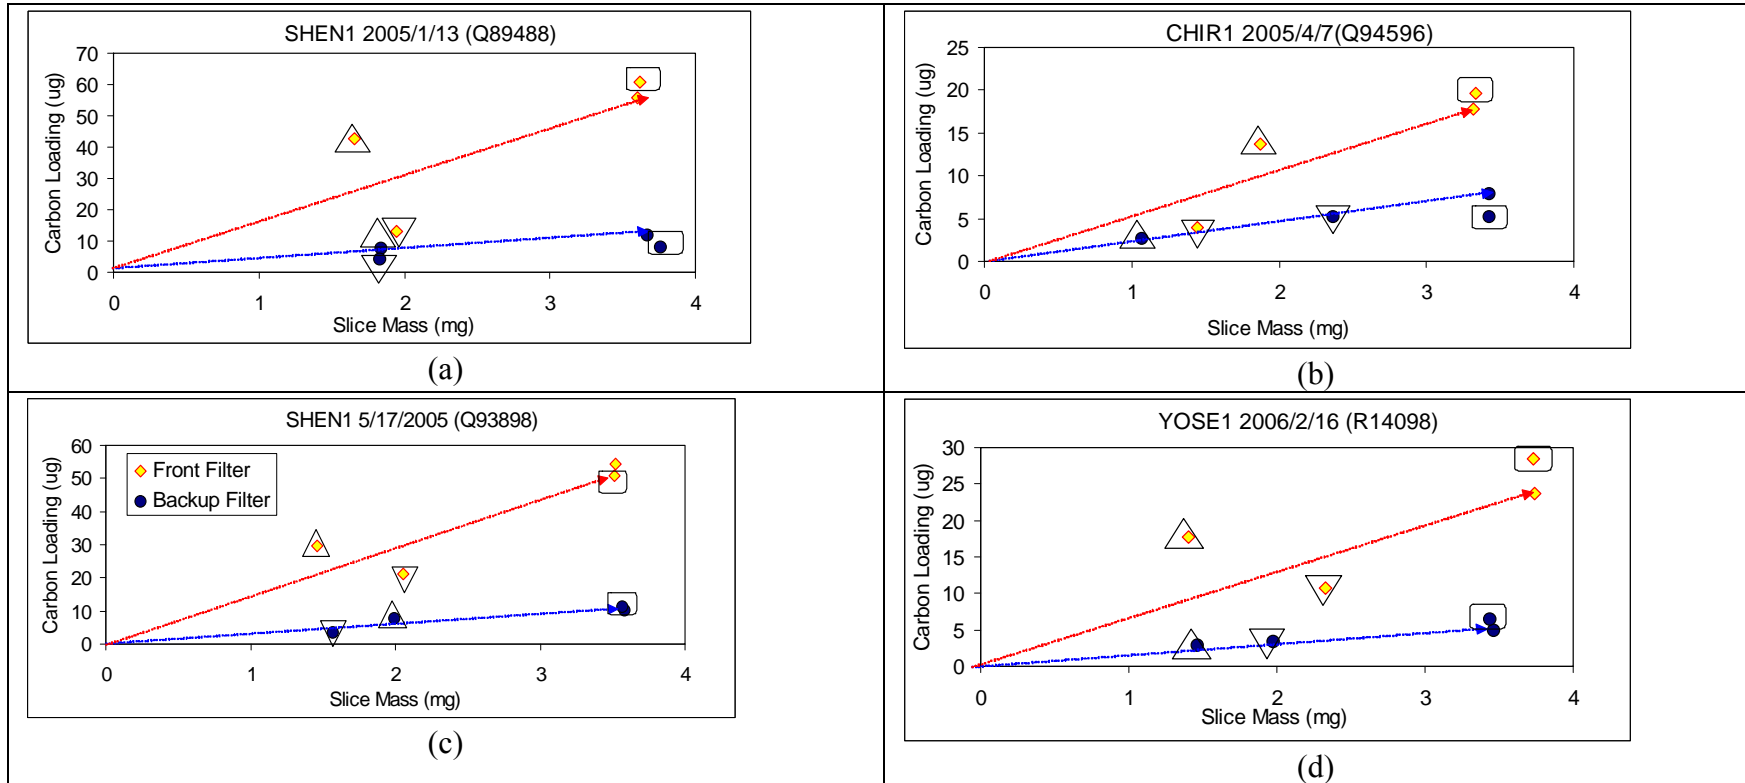 SHEN1 2005/1/13 (Q89488)
Carbon Loading (ug)
70
60
50
40
30
20
10
0
0 1 2 3 4
Slice Mass (mg)
(a)
CHIR1 2005/4/7(Q94596)
Carbon Loading (ug)
25
20
15
10
5
0
0 1 2 3 4
Slice Mass (mg)
(b)
SHEN1 5/17/2005 (Q93898)
Carbon Loading (ug)
60
50
40
30
20
10
0
Front Filter
Backup Filter
0 1 2 3 4
Slice Mass (mg)
(c)
YOSE1 2006/2/16 (R14098)
Carbon Loading (ug)
30
25
20
15
10
5
0
0 1 2 3 4
Slice Mass (mg)
(d)